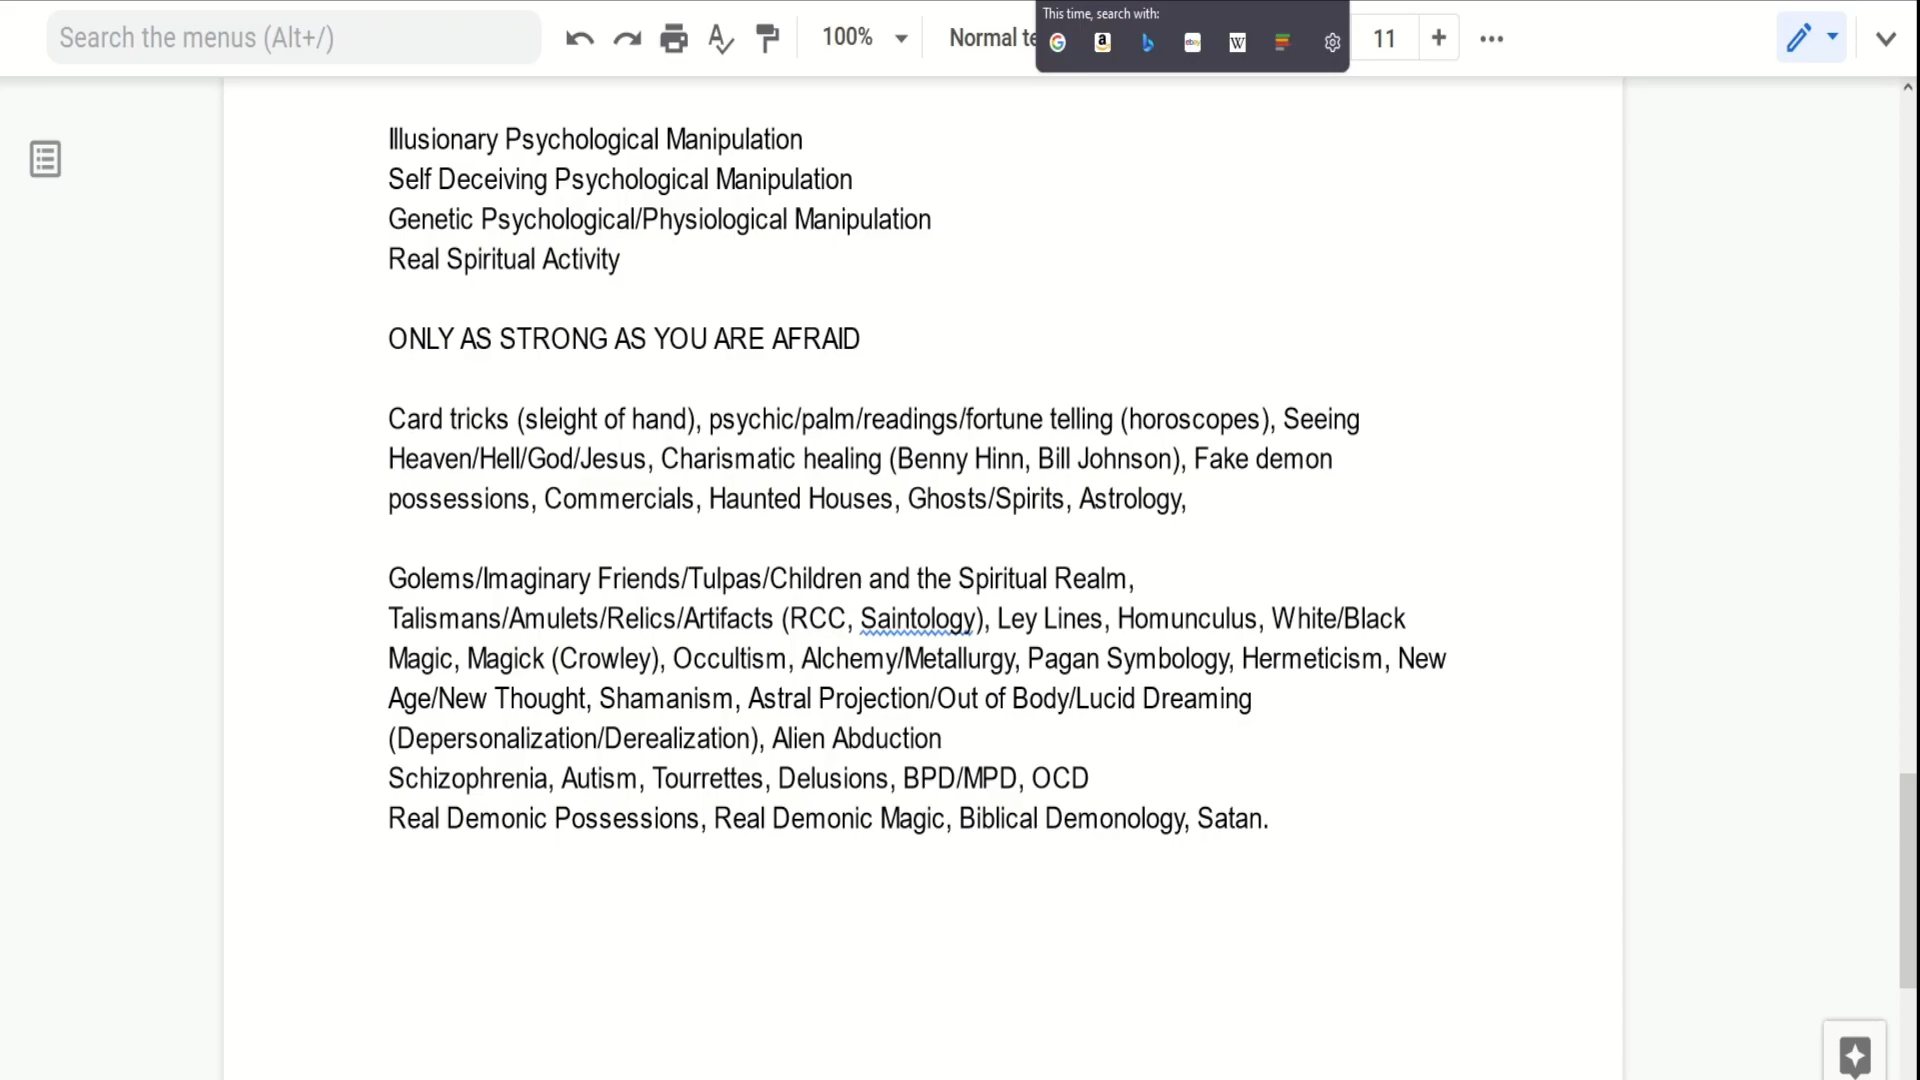 This time, search with:
Search the menus (Alt+/)
100%
Normal te
11
Illusionary Psychological Manipulation
Self Deceiving Psychological Manipulation
Genetic Psychological/Physiological Manipulation
Real Spiritual Activity
ONLY AS STRONG AS YOU ARE AFRAID
Card tricks (sleight of hand), psychic/palm/readings/fortune telling (horoscopes), Seeing
Heaven/Hell/God/Jesus, Charismatic healing (Benny Hinn, Bill Johnson), Fake demon
possessions, Commercials, Haunted Houses, Ghosts/Spirits, Astrology,
Golems/Imaginary Friends/Tulpas/Children and the Spiritual Realm,
Talismans/Amulets/Relics/Artifacts (RCC, Saintology), Ley Lines, Homunculus, White/Black
Magic, Magick (Crowley), Occultism, Alchemy/Metallurgy, Pagan Symbology, Hermeticism, New
Age/New Thought, Shamanism, Astral Projection/Out of Body/Lucid Dreaming
(Depersonalization/Derealization), Alien Abduction
Schizophrenia, Autism, Tourrettes, Delusions, BPD/MPD, OCD
Real Demonic Possessions, Real Demonic Magic, Biblical Demonology, Satan.